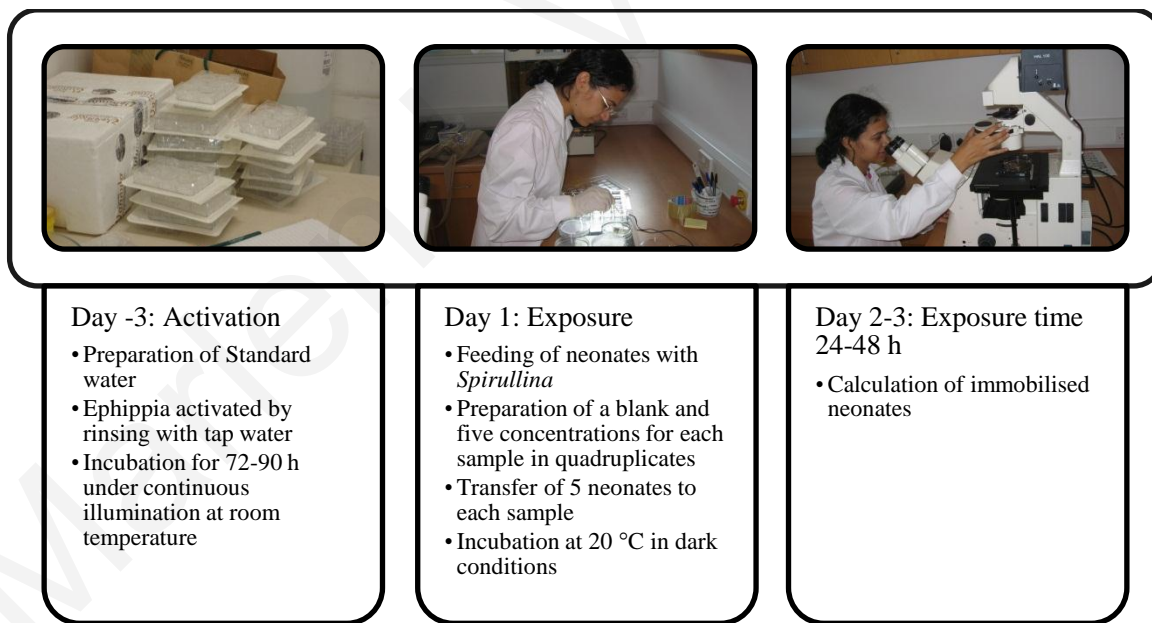 Day -3: Activation
• Preparation of Standard
water
• Ephippia activated by
rinsing with tap water
• Incubation for 72-90 h
under continuous
illumination at room
temperature
Day 1: Exposure
• Feeding of neonates with
Spirullina
• Preparation of a blank and
five concentrations for each
sample in quadruplicates
• Transfer of 5 neonates to
each sample
• Incubation at 20 °C in dark
conditions
Day 2-3: Exposure time
24-48 h
• Calculation of immobilised
neonates